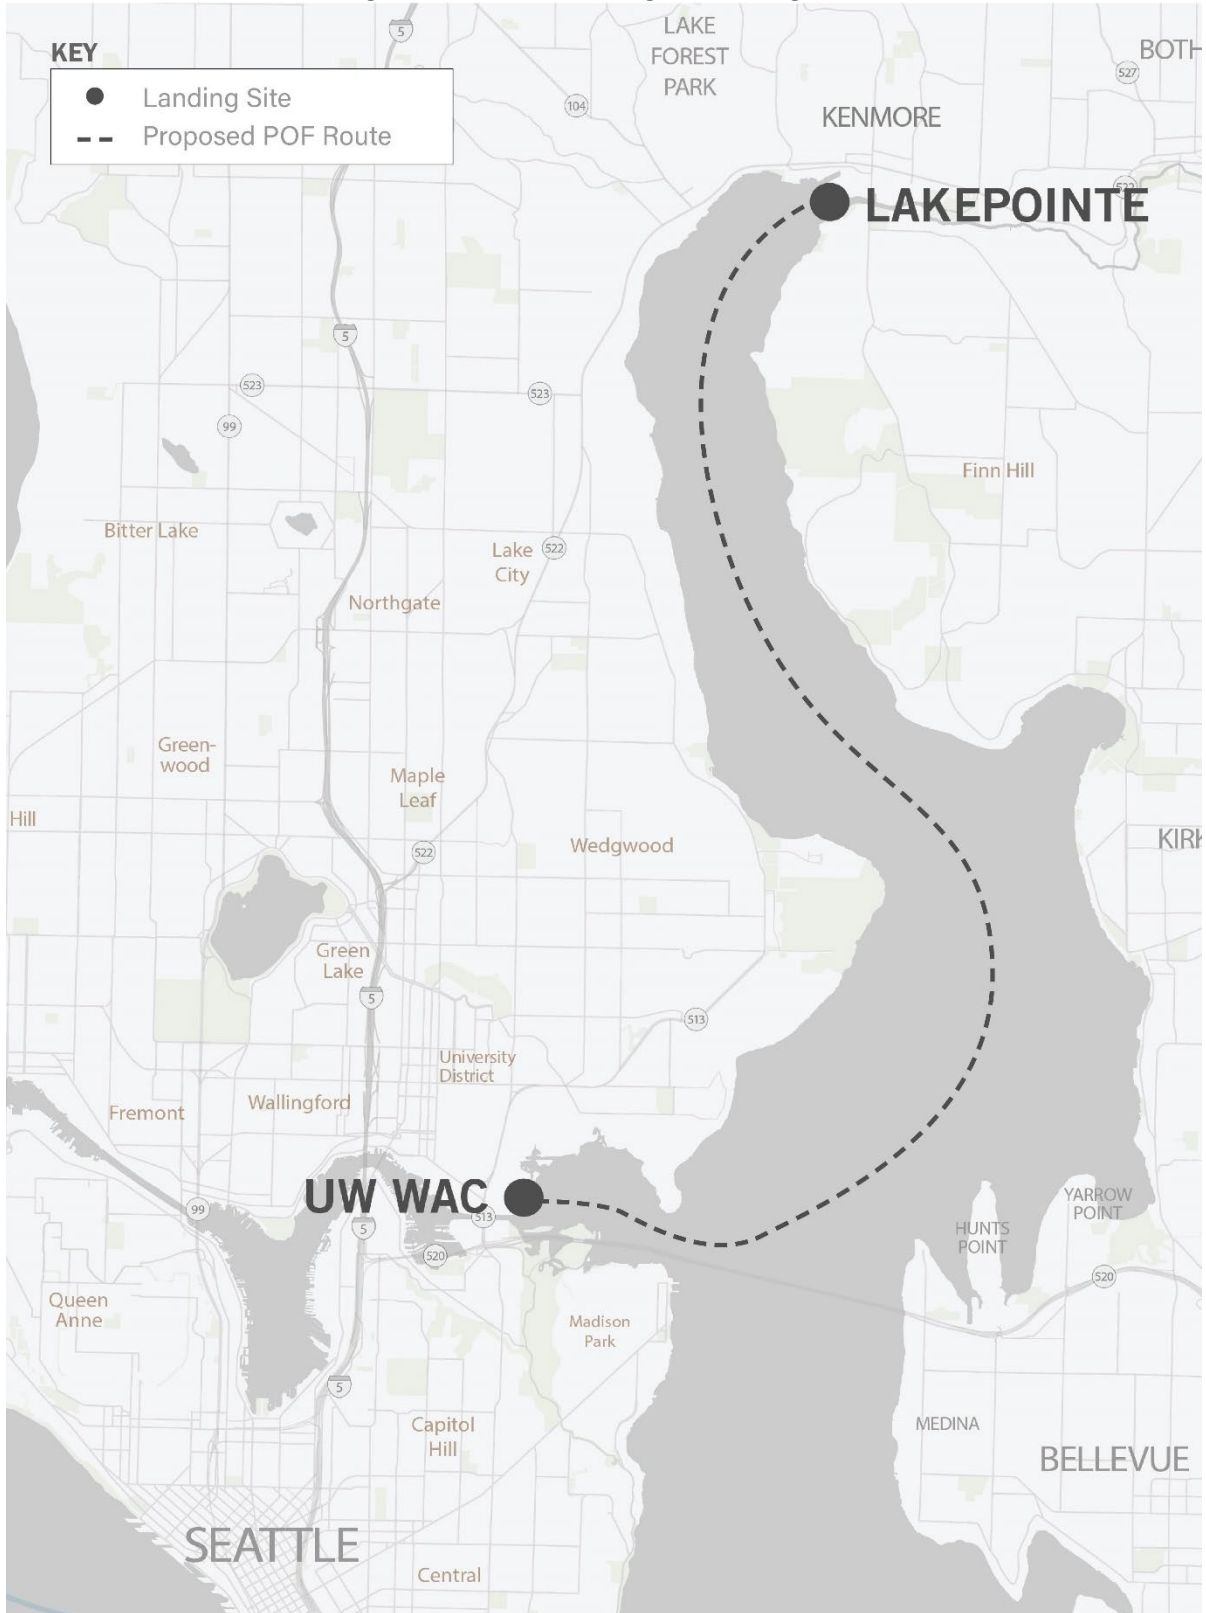 KEY
Landing Site
Proposed POF Route
5
LAKE
FOREST
PARK
BOTH
527
104
KENMORE
522
LAKEPOINTE
5
523
523
99
Finn Hill
Bitter Lake
Lake
City
522
Northgate
Green-
wood
Maple
Leaf
Hill
522
Wedgwood
KIRK
Green
Lake
5
513
University
District
Fremont
Wallingford
UW WAC
513
99
5
520
YARROW
POINT
HUNTS
POINT
520
Queen
Anne
Madison
Park
5
Capitol
Hill
MEDINA
BELLEVUE
SEATTLE
Central